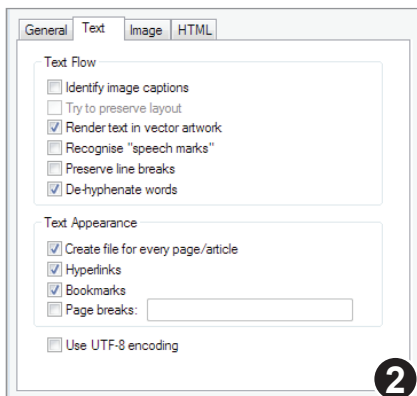 General Text Image HTML
Text Flow
Identify image captions
Try to preserve layout
Render text in vector artwork
Recognise "speech marks"
Preserve line breaks
De-hyphenate words
Text Appearance
Create file for every page/article
Hyperlinks
Bookmarks
Page breaks:
Use UTF-8 encoding
2